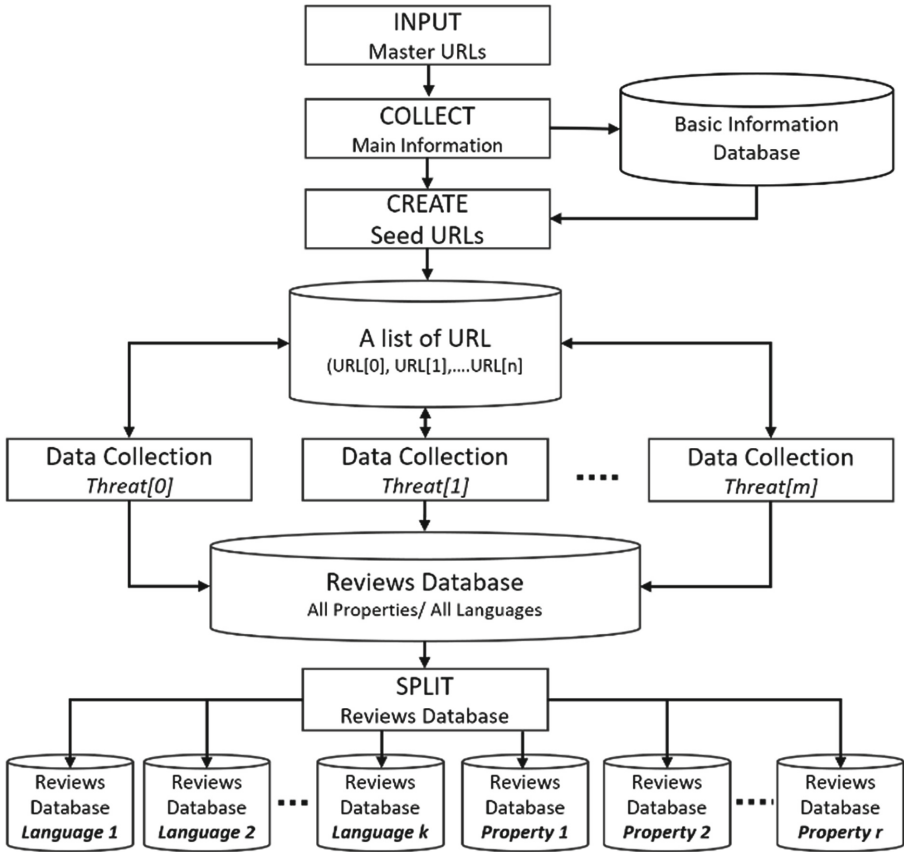 INPUT
Master URLs
COLLECT
Main Information
Basic Information
Database
CREATE
Seed URLs
A list of URL
(URL[0], URL[1],....URL[n]
Data Collection
Threat[0]
Data Collection
Threat[1]
....
Data Collection
Threat[m]
Reviews Database
All Properties/ All Languages
SPLIT
Reviews Database
Reviews
Database
Language 1
Reviews
Database
Language 2
...
Reviews
Database
Language k
Reviews
Database
Property 1
Reviews
Database
Property 2
.....
Reviews
Database
Property r